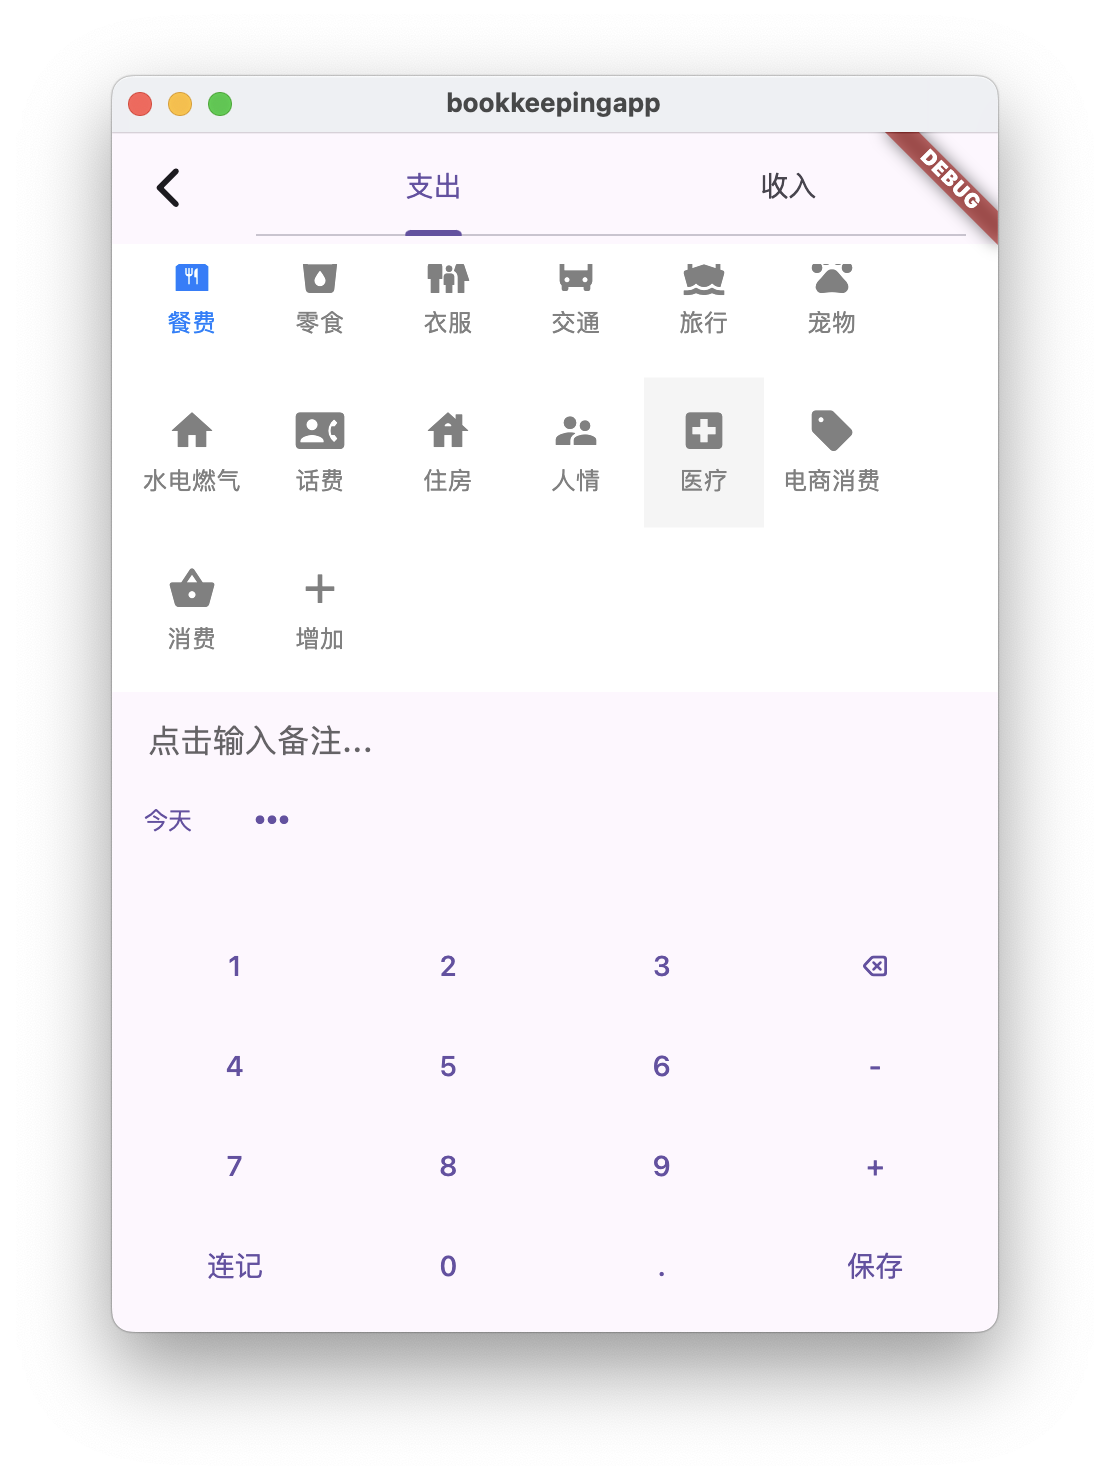 bookkeepingapp
DEBUG
支出 收入
餐费 零食 衣服 交通 旅行 宠物
水电燃气 话费 住房 人情 医疗 电商消费
消费 增加
点击输入备注...
今天 •••
1 2 3
4 5 6 -
7 8 9 +
连记 0 . 保存